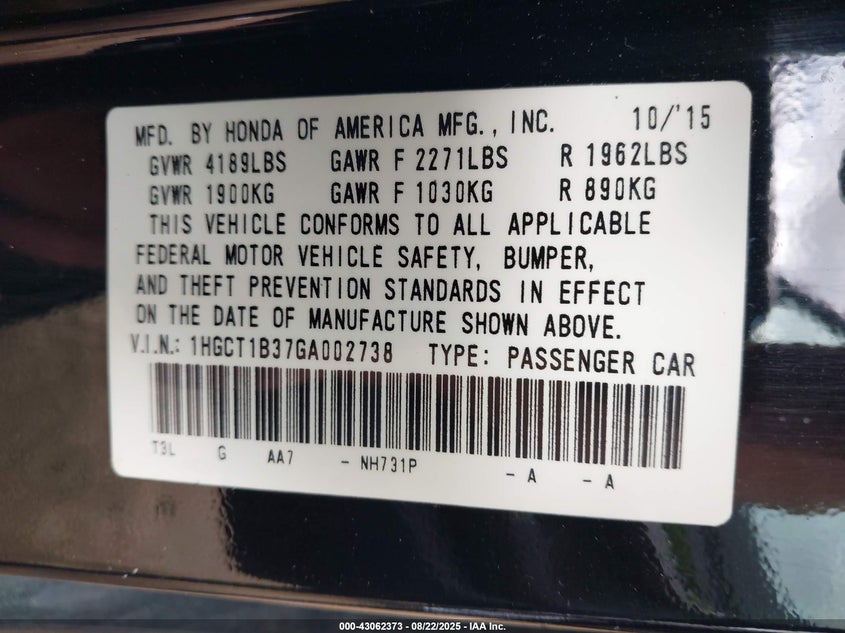 MFD. BY HONDA OF AMERICA MFG., INC. 10/'15
GVWR 4189LBS GAWR F 2271LBS R 1962LBS
GVWR 1900KG GAWR F 1030KG R 890KG
THIS VEHICLE CONFORMS TO ALL APPLICABLE
FEDERAL MOTOR VEHICLE SAFETY, BUMPER,
AND THEFT PREVENTION STANDARDS IN EFFECT
ON THE DATE OF MANUFACTURE SHOWN ABOVE.
V.I.N.: 1HGCT1B37GA002738 TYPE: PASSENGER CAR
T3L G AA7 - NH731P - A - A
000-43062373 - 08/22/2025 - IAA Inc.